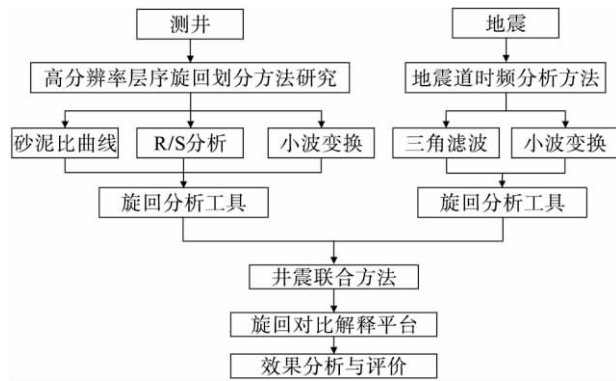 测井
地震
高分辨率层序旋回划分方法研究
地震道时频分析方法
砂泥比曲线
R/S分析
小波变换
三角滤波
小波变换
旋回分析工具
旋回分析工具
井震联合方法
旋回对比解释平台
效果分析与评价